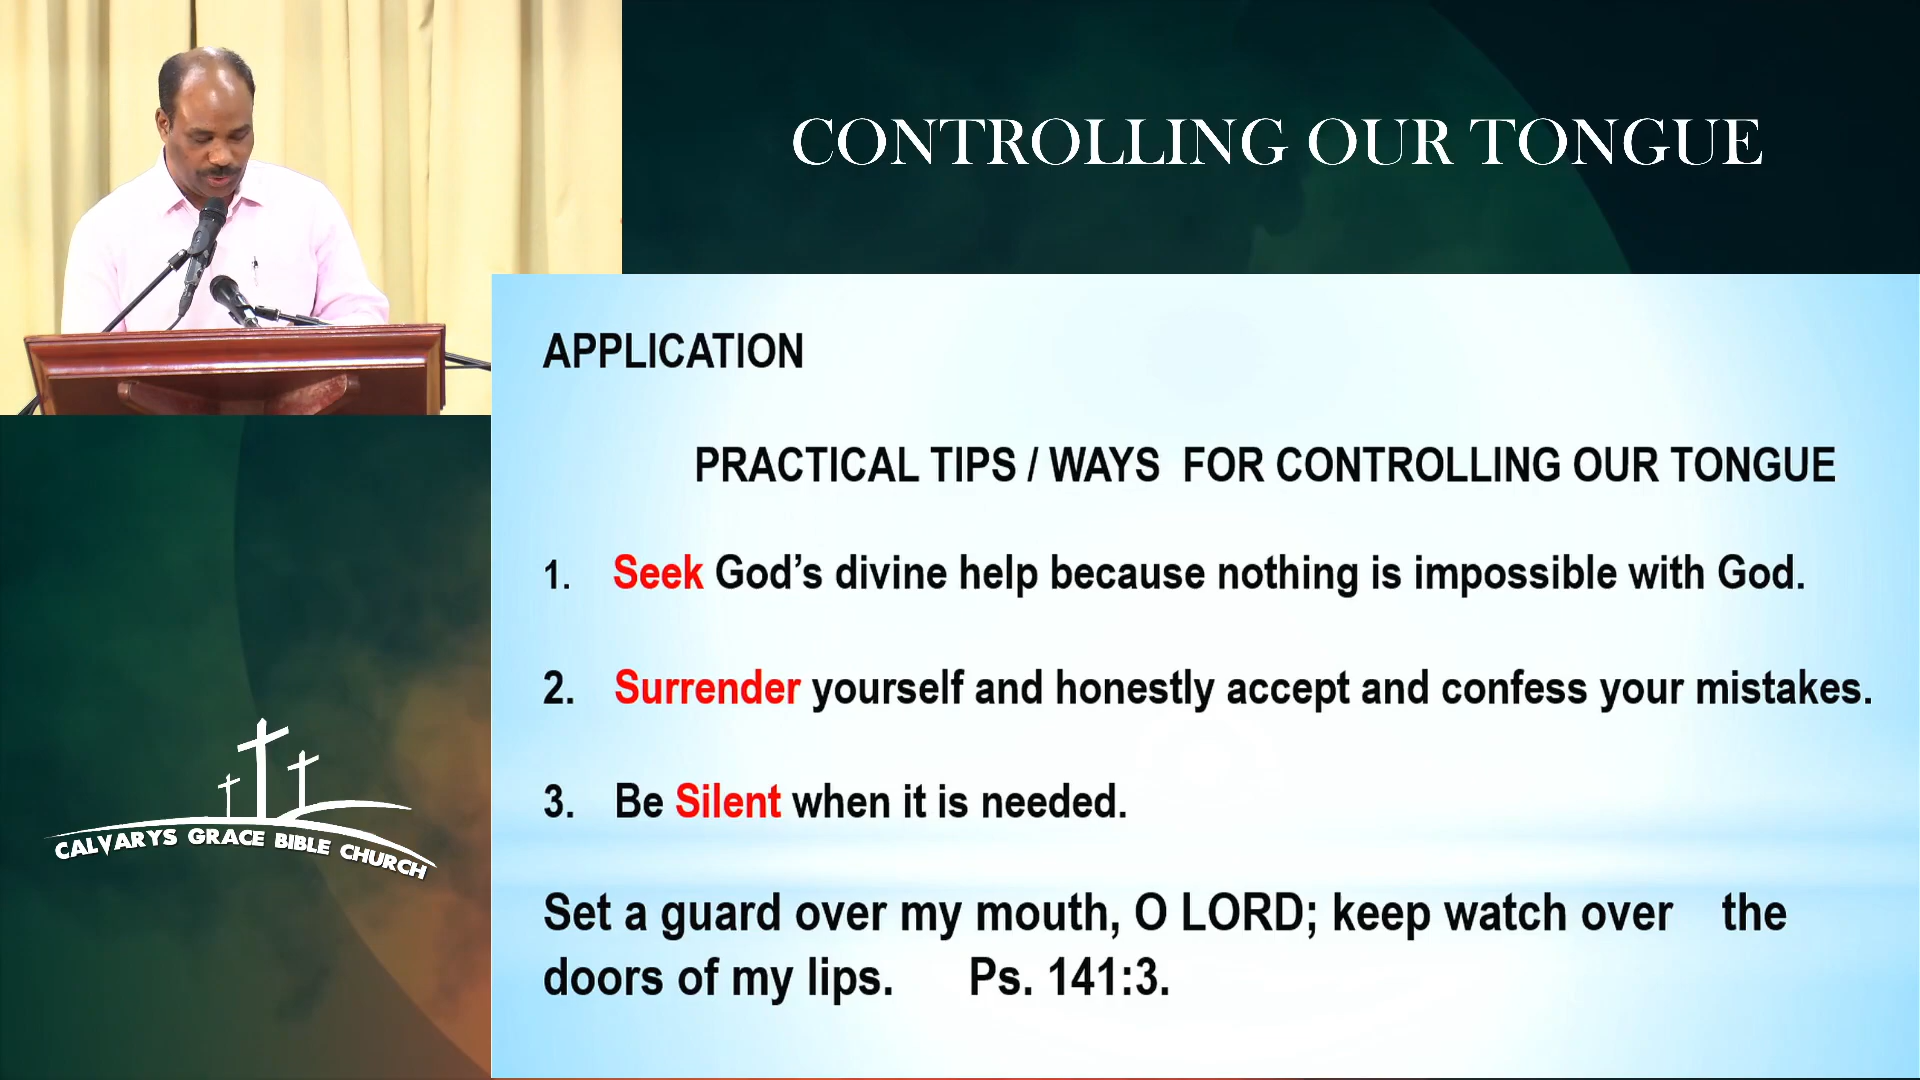 CONTROLLING OUR TONGUE
APPLICATION
PRACTICAL TIPS / WAYS FOR CONTROLLING OUR TONGUE
1. Seek God’s divine help because nothing is impossible with God.
2. Surrender yourself and honestly accept and confess your mistakes.
3. Be Silent when it is needed.
Set a guard over my mouth, O LORD; keep watch over the
doors of my lips. Ps. 141:3.
CALVARYS GRACE BIBLE CHURCH